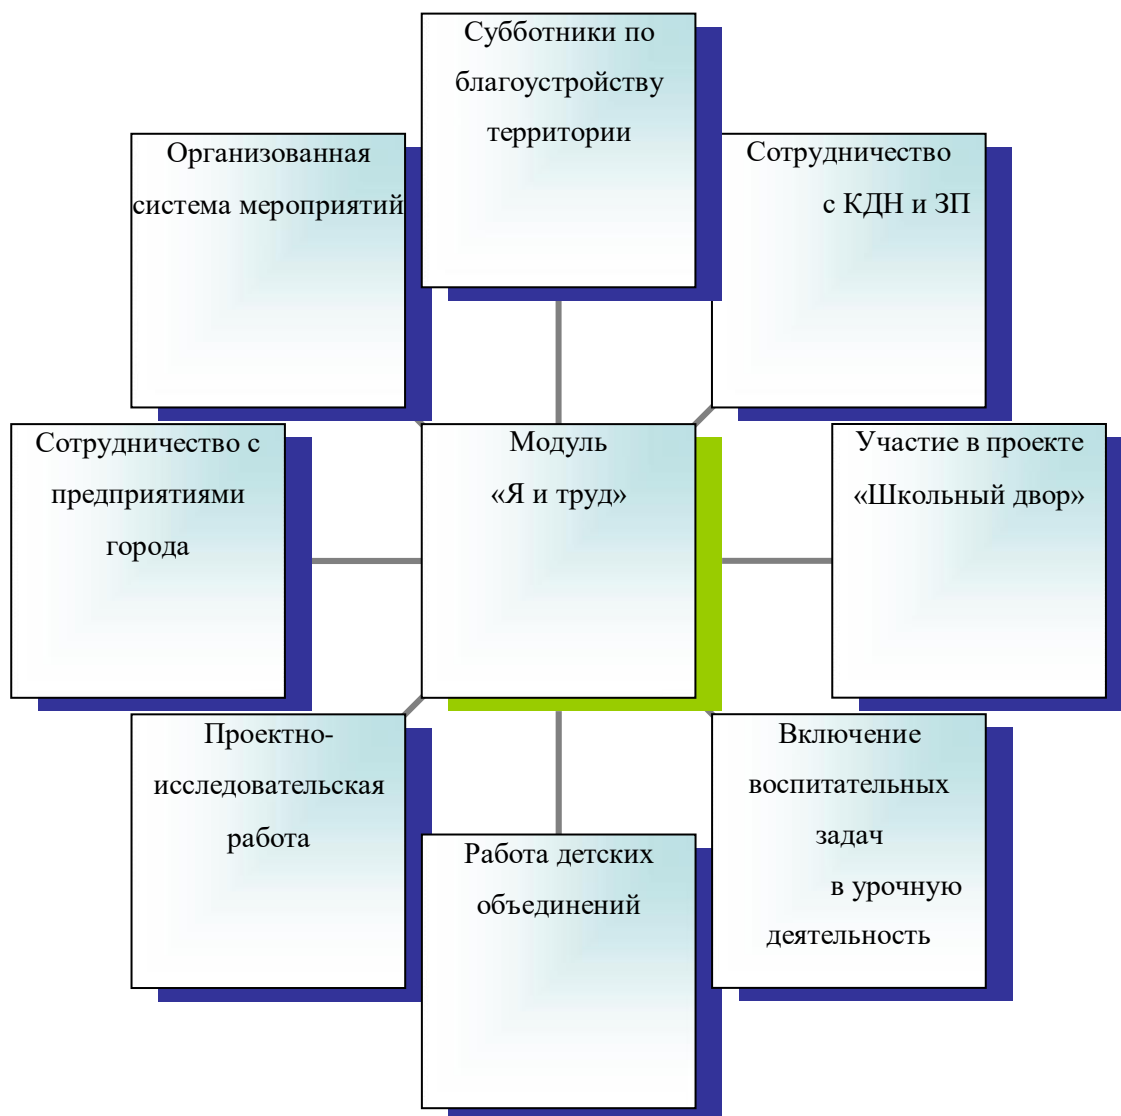 Субботники по
благоустройству
территории
Организованная
система мероприятий
Сотрудничество
с КДН и ЗП
Сотрудничество с
предприятиями
города
Модуль
«Я и труд»
Участие в проекте
«Школьный двор»
Проектно-
исследовательская
работа
Включение
воспитательных
задач
в урочную
деятельность
Работа детских
объединений